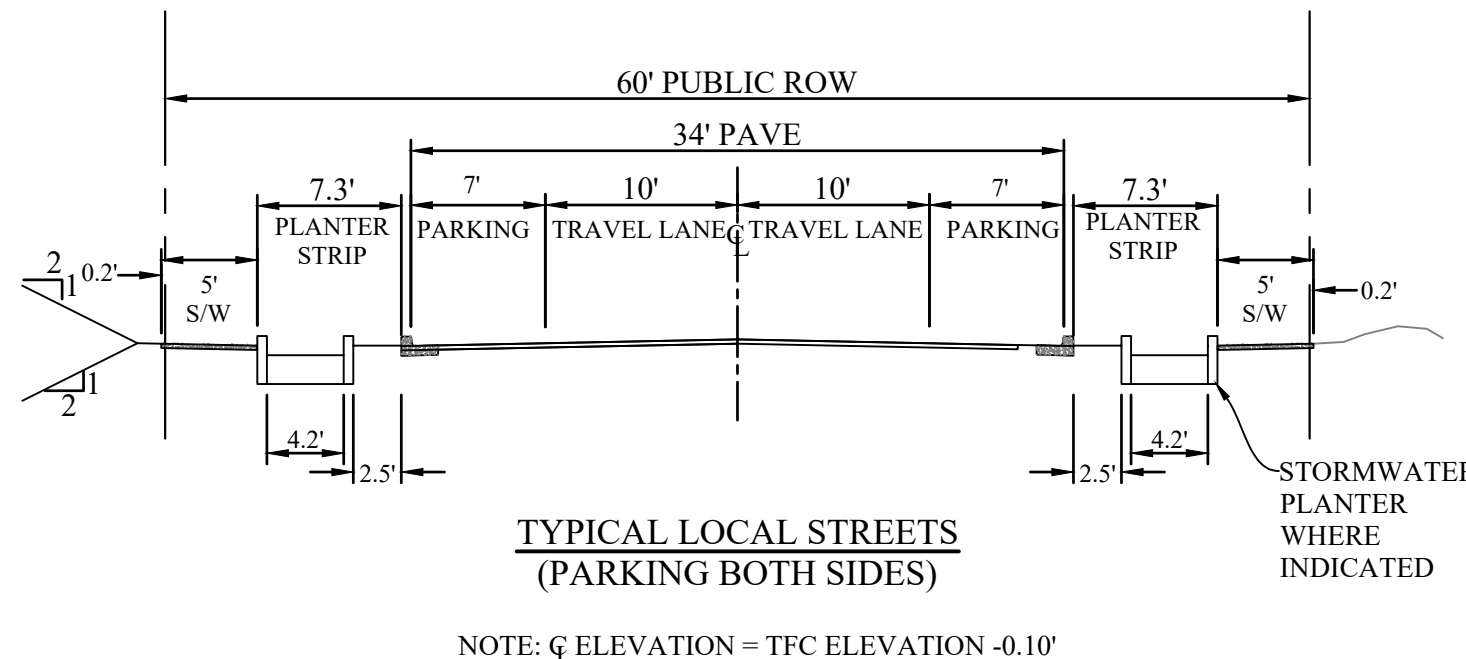 60' PUBLIC ROW
34' PAVE
7.3'
7'
10'
10'
7'
7.3'
PLANTER
STRIP
PARKING
TRAVEL LANE
℄
TRAVEL LANE
PARKING
PLANTER
STRIP
2
1
0.2'
5'
S/W
5'
S/W
0.2'
1
2
4.2'
2.5'
2.5'
4.2'
STORMWATER
PLANTER
WHERE
INDICATED
TYPICAL LOCAL STREETS
(PARKING BOTH SIDES)
NOTE: ℄ ELEVATION = TFC ELEVATION -0.10'